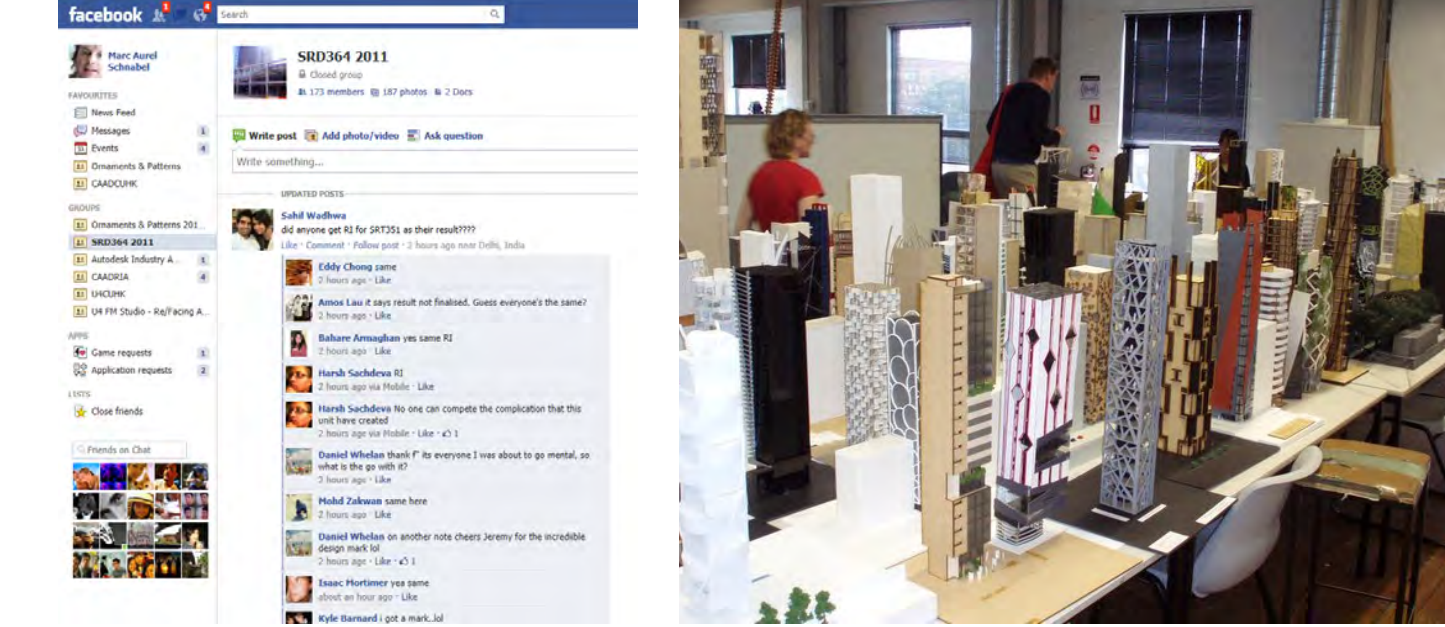 facebook
1
4
Search
Marc Aurel
Schnabel
FAVOURITES
News Feed
Messages 1
Events 4
Ornaments & Patterns
CAADCUHK
GROUPS
Ornaments & Patterns 201...
SRD364 2011
Autodesk Industry A... 1
CAADRIA 4
U4CUHK
U4 FM Studio - Re/Facing A...
APPS
Game requests 1
Application requests 2
LISTS
Close friends
Friends on Chat
SRD364 2011
Closed group
173 members 187 photos 2 Docs
Write post Add photo/video Ask question
Write something...
UPDATED POSTS
Sahil Wadhwa
did anyone get RI for SRT351 as their result????
Like · Comment · Follow post · 2 hours ago near Delhi, India
Eddy Chong same
2 hours ago · Like
Amos Lau it says result not finalised. Guess everyone's the same?
2 hours ago · Like
Bahare Armaghan yes same RI
2 hours ago · Like
Harsh Sachdeva RI
2 hours ago via Mobile · Like
Harsh Sachdeva No one can compete the complication that this
unit have created
2 hours ago via Mobile · Like · 1
Daniel Whelan thank f* its everyone I was about to go mental, so
what is the go with it?
2 hours ago · Like
Mohd Zakwan same here
2 hours ago · Like
Daniel Whelan on another note cheers Jeremy for the incredible
design mark lol
2 hours ago · Like · 1
Isaac Mortimer yea same
about an hour ago · Like
Kyle Barnard i got a mark..lol